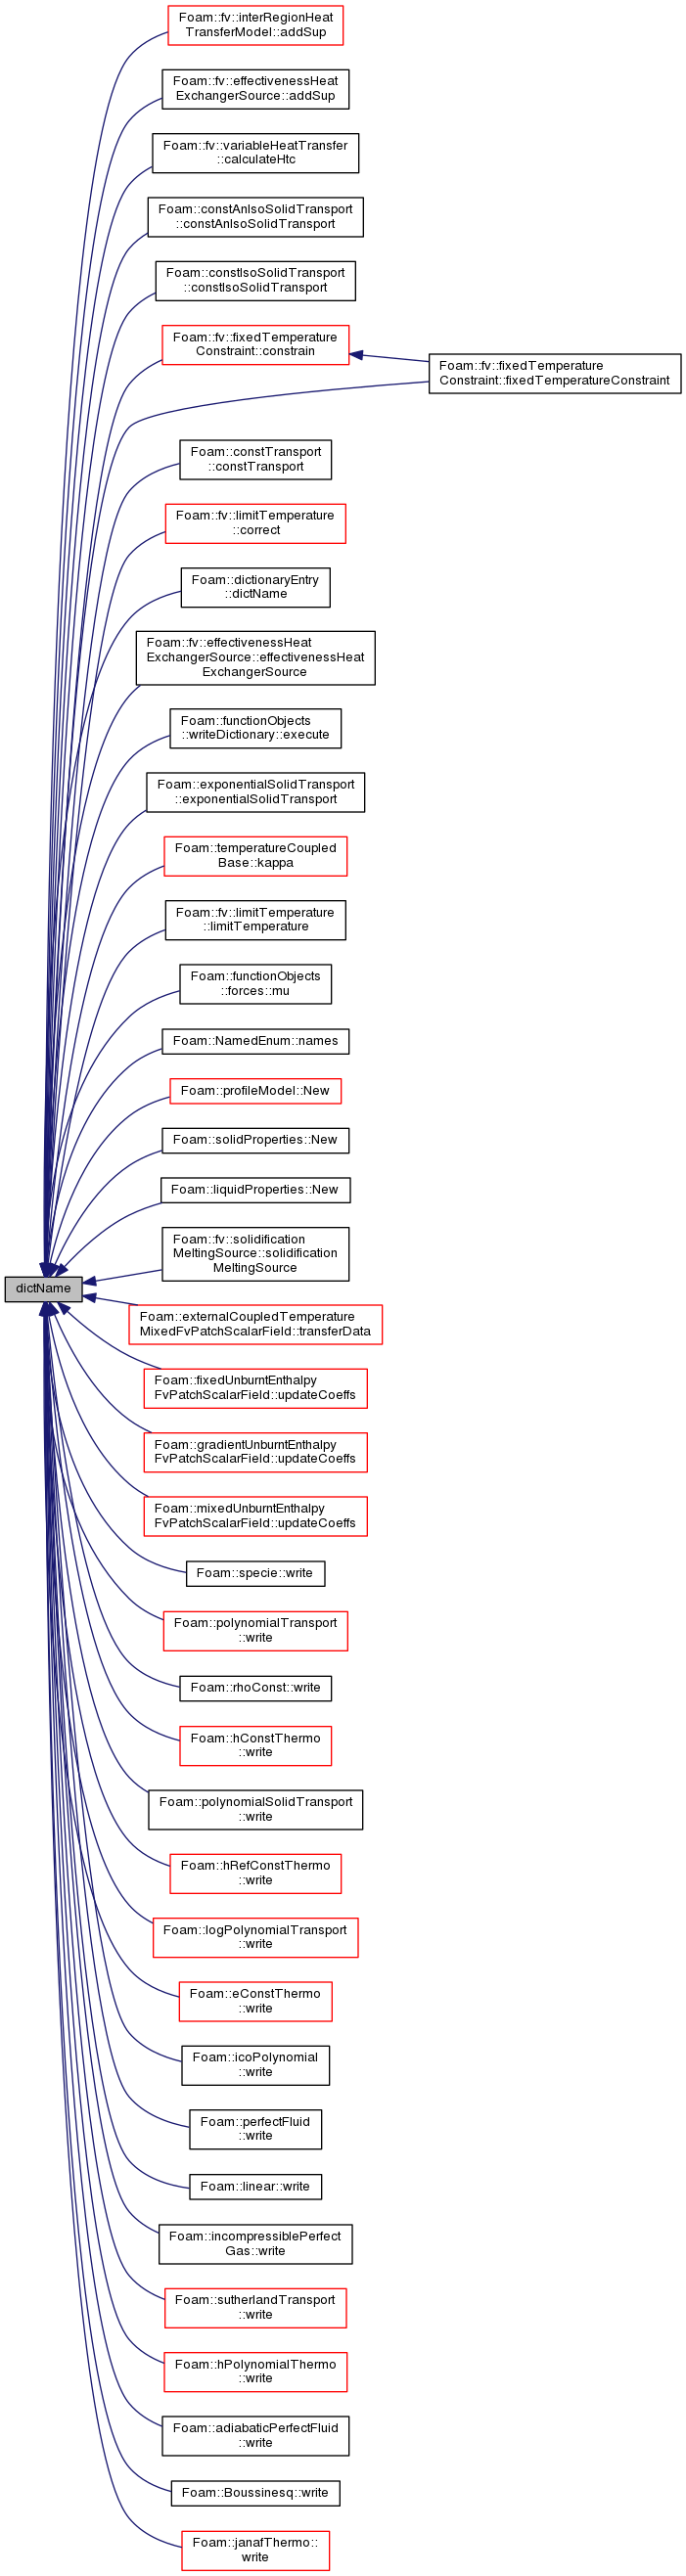 Foam::fv::interRegionHeat
TransferModel::addSup
Foam::fv::effectivenessHeat
ExchangerSource::addSup
Foam::fv::variableHeatTransfer
::calculateHtc
Foam::constAnIsoSolidTransport
::constAnIsoSolidTransport
Foam::constIsoSolidTransport
::constIsoSolidTransport
Foam::fv::fixedTemperature
Constraint::constrain
Foam::fv::fixedTemperature
Constraint::fixedTemperatureConstraint
Foam::constTransport
::constTransport
Foam::fv::limitTemperature
::correct
Foam::dictionaryEntry
::dictName
Foam::fv::effectivenessHeat
ExchangerSource::effectivenessHeat
ExchangerSource
Foam::functionObjects
::writeDictionary::execute
Foam::exponentialSolidTransport
::exponentialSolidTransport
Foam::temperatureCoupled
Base::kappa
Foam::fv::limitTemperature
::limitTemperature
Foam::functionObjects
::forces::mu
Foam::NamedEnum::names
Foam::profileModel::New
Foam::solidProperties::New
Foam::liquidProperties::New
Foam::fv::solidification
MeltingSource::solidification
MeltingSource
dictName
Foam::externalCoupledTemperature
MixedFvPatchScalarField::transferData
Foam::fixedUnburntEnthalpy
FvPatchScalarField::updateCoeffs
Foam::gradientUnburntEnthalpy
FvPatchScalarField::updateCoeffs
Foam::mixedUnburntEnthalpy
FvPatchScalarField::updateCoeffs
Foam::specie::write
Foam::polynomialTransport
::write
Foam::rhoConst::write
Foam::hConstThermo
::write
Foam::polynomialSolidTransport
::write
Foam::hRefConstThermo
::write
Foam::logPolynomialTransport
::write
Foam::eConstThermo
::write
Foam::icoPolynomial
::write
Foam::perfectFluid
::write
Foam::linear::write
Foam::incompressiblePerfect
Gas::write
Foam::sutherlandTransport
::write
Foam::hPolynomialThermo
::write
Foam::adiabaticPerfectFluid
::write
Foam::Boussinesq::write
Foam::janafThermo::
write